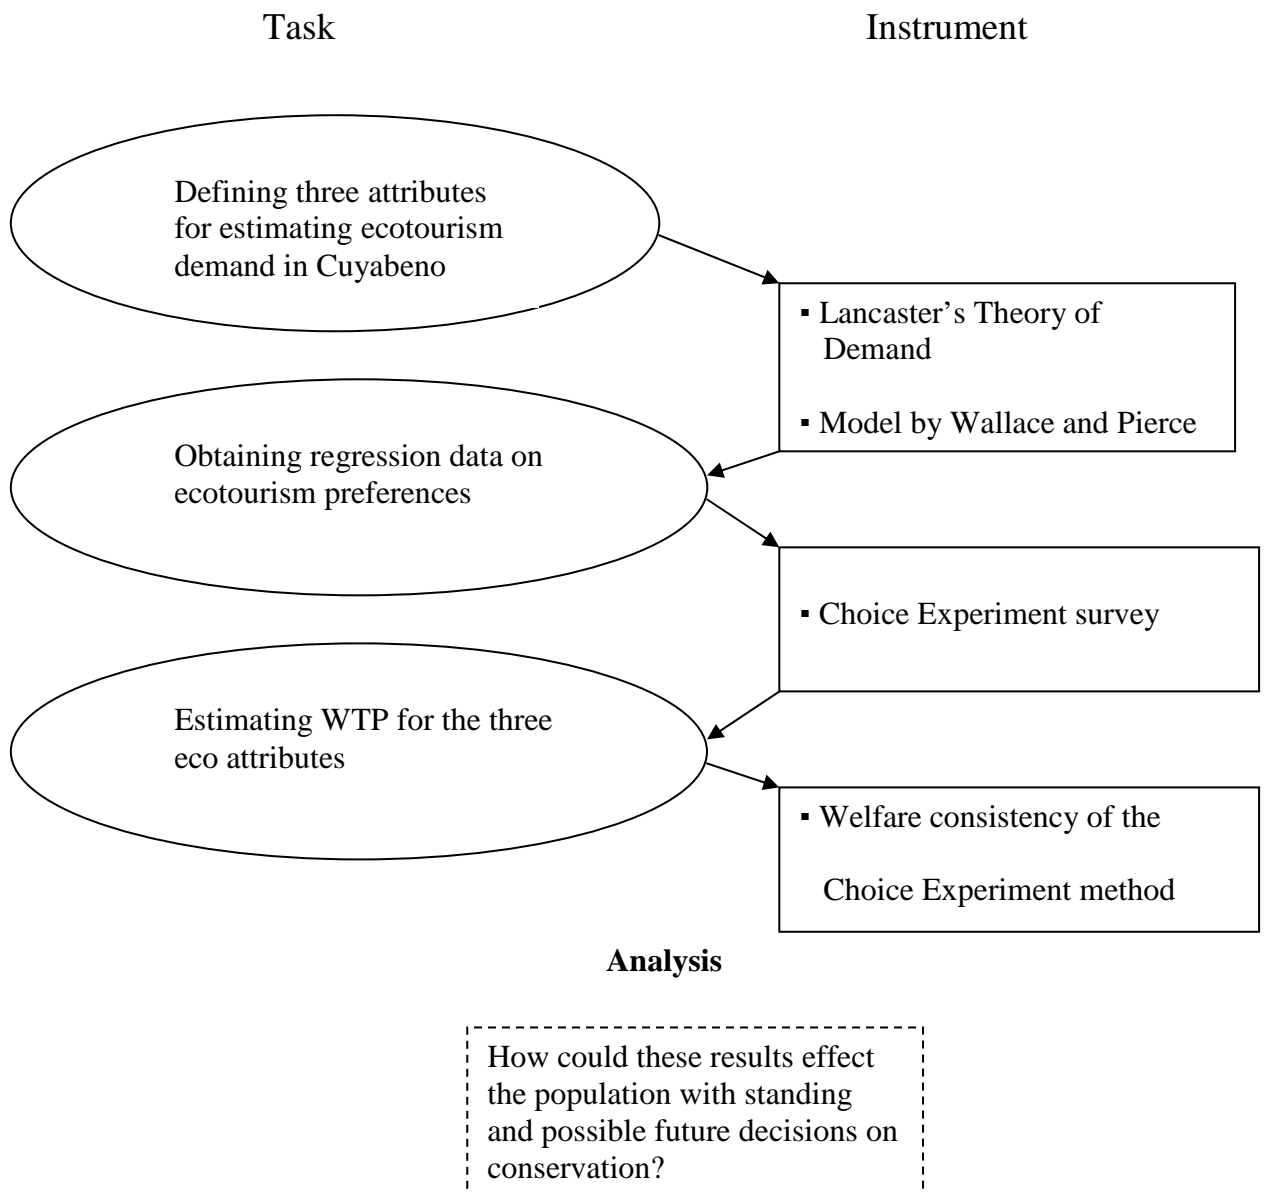 Task
Instrument
Defining three attributes
for estimating ecotourism
demand in Cuyabeno
▪ Lancaster’s Theory of
Demand
▪ Model by Wallace and Pierce
Obtaining regression data on
ecotourism preferences
▪ Choice Experiment survey
Estimating WTP for the three
eco attributes
▪ Welfare consistency of the
Choice Experiment method
Analysis
How could these results effect
the population with standing
and possible future decisions on
conservation?